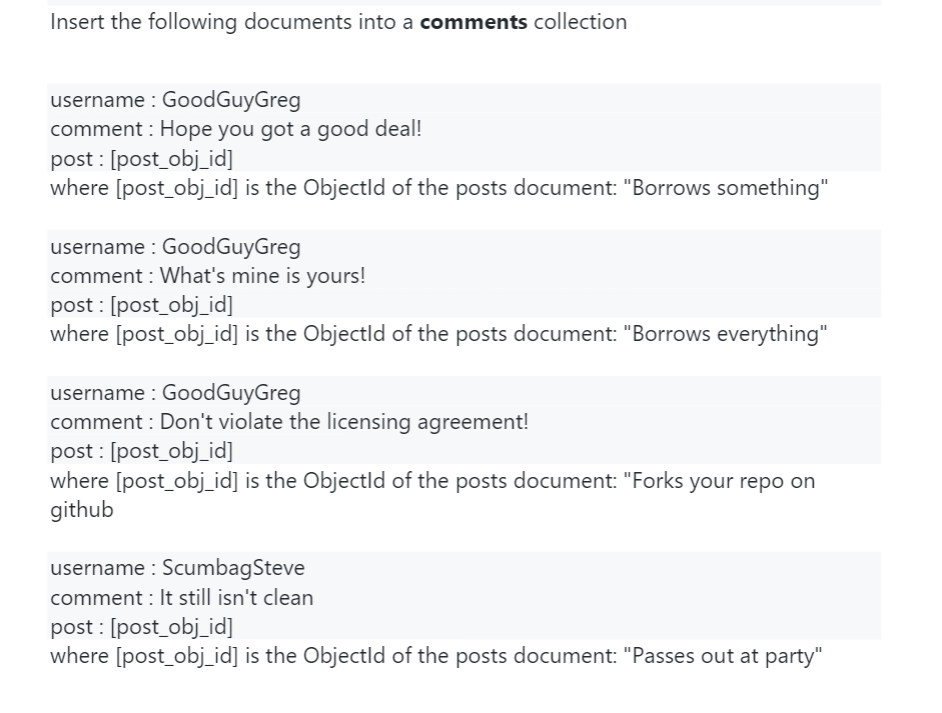 Insert the following documents into a comments collection
username : GoodGuyGreg
comment : Hope you got a good deal!
post : [post_obj_id]
where [post_obj_id] is the ObjectId of the posts document: "Borrows something"
username : GoodGuyGreg
comment : What's mine is yours!
post : [post_obj_id]
where [post_obj_id] is the ObjectId of the posts document: "Borrows everything"
username : GoodGuyGreg
comment : Don't violate the licensing agreement!
post : [post_obj_id]
where [post_obj_id] is the ObjectId of the posts document: "Forks your repo on
github
username : ScumbagSteve
comment : It still isn't clean
post : [post_obj_id]
where [post_obj_id] is the ObjectId of the posts document: "Passes out at party"